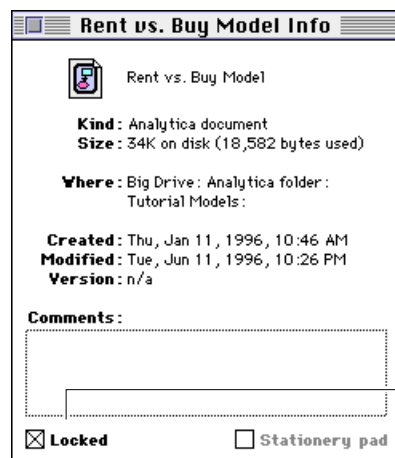 Rent vs. Buy Model Info
Rent vs. Buy Model
Kind: Analytica document
Size: 34K on disk (18,582 bytes used)
Where: Big Drive: Analytica folder:
Tutorial Models:
Created: Thu, Jan 11, 1996, 10:46 AM
Modified: Tue, Jun 11, 1996, 10:26 PM
Version: n/a
Comments:
Locked Stationery pad